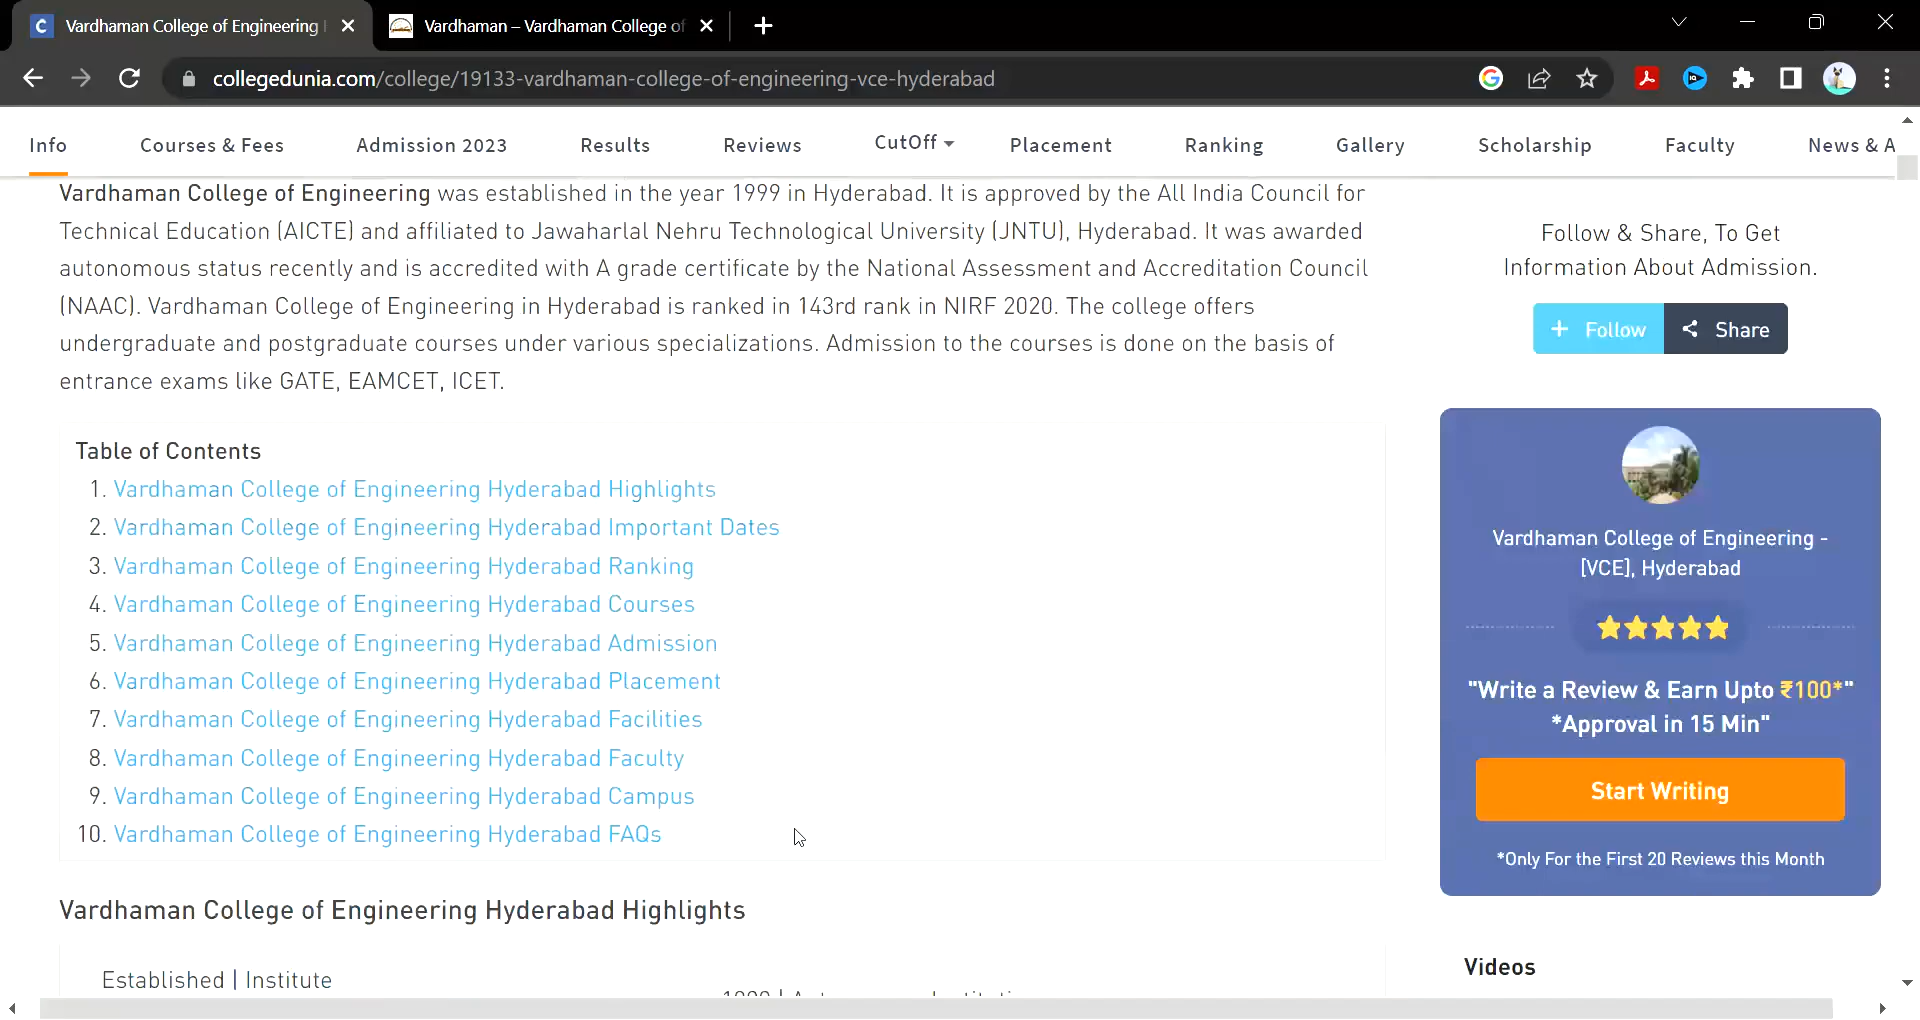 Vardhaman College of Engineering
Vardhaman – Vardhaman College of
collegedunia.com/college/19133-vardhaman-college-of-engineering-vce-hyderabad
Info Courses & Fees Admission 2023 Results Reviews CutOff Placement Ranking Gallery Scholarship Faculty News & A
Vardhaman College of Engineering was established in the year 1999 in Hyderabad. It is approved by the All India Council for
Technical Education (AICTE) and affiliated to Jawaharlal Nehru Technological University (JNTU), Hyderabad. It was awarded
autonomous status recently and is accredited with A grade certificate by the National Assessment and Accreditation Council
(NAAC). Vardhaman College of Engineering in Hyderabad is ranked in 143rd rank in NIRF 2020. The college offers
undergraduate and postgraduate courses under various specializations. Admission to the courses is done on the basis of
entrance exams like GATE, EAMCET, ICET.
Table of Contents
1. Vardhaman College of Engineering Hyderabad Highlights
2. Vardhaman College of Engineering Hyderabad Important Dates
3. Vardhaman College of Engineering Hyderabad Ranking
4. Vardhaman College of Engineering Hyderabad Courses
5. Vardhaman College of Engineering Hyderabad Admission
6. Vardhaman College of Engineering Hyderabad Placement
7. Vardhaman College of Engineering Hyderabad Facilities
8. Vardhaman College of Engineering Hyderabad Faculty
9. Vardhaman College of Engineering Hyderabad Campus
10. Vardhaman College of Engineering Hyderabad FAQs
Vardhaman College of Engineering Hyderabad Highlights
Established | Institute
Follow & Share, To Get
Information About Admission.
+ Follow Share
Vardhaman College of Engineering -
[VCE], Hyderabad
"Write a Review & Earn Upto ₹100*"
*Approval in 15 Min"
Start Writing
*Only For the First 20 Reviews this Month
Videos